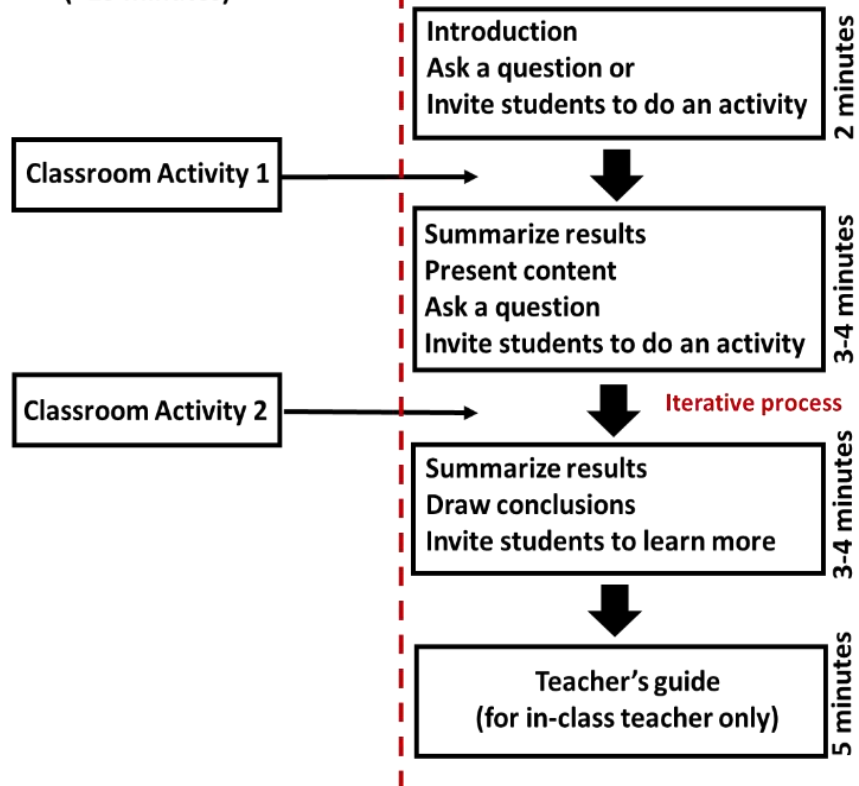 Introduction
Ask a question or
Invite students to do an activity
2 minutes
Classroom Activity 1
Summarize results
Present content
Ask a question
Invite students to do an activity
3-4 minutes
Classroom Activity 2
Iterative process
Summarize results
Draw conclusions
Invite students to learn more
3-4 minutes
Teacher's guide
(for in-class teacher only)
5 minutes